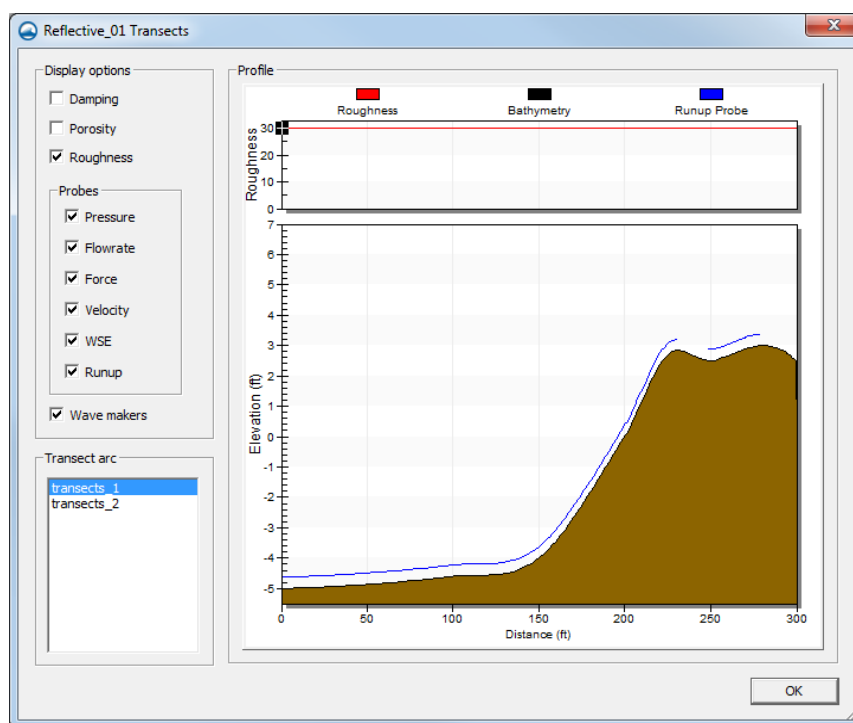 Reflective_01 Transects
Display options
Damping
Porosity
Roughness
Probes
Pressure
Flowrate
Force
Velocity
WSE
Runup
Wave makers
Transect arc
transects_1
transects_2
Profile
Roughness Bathymetry Runup Probe
Roughness
30
20
10
0
Elevation (ft)
7
6
5
4
3
2
1
0
-1
-2
-3
-4
-5
0 50 100 150 200 250 300
Distance (ft)
OK